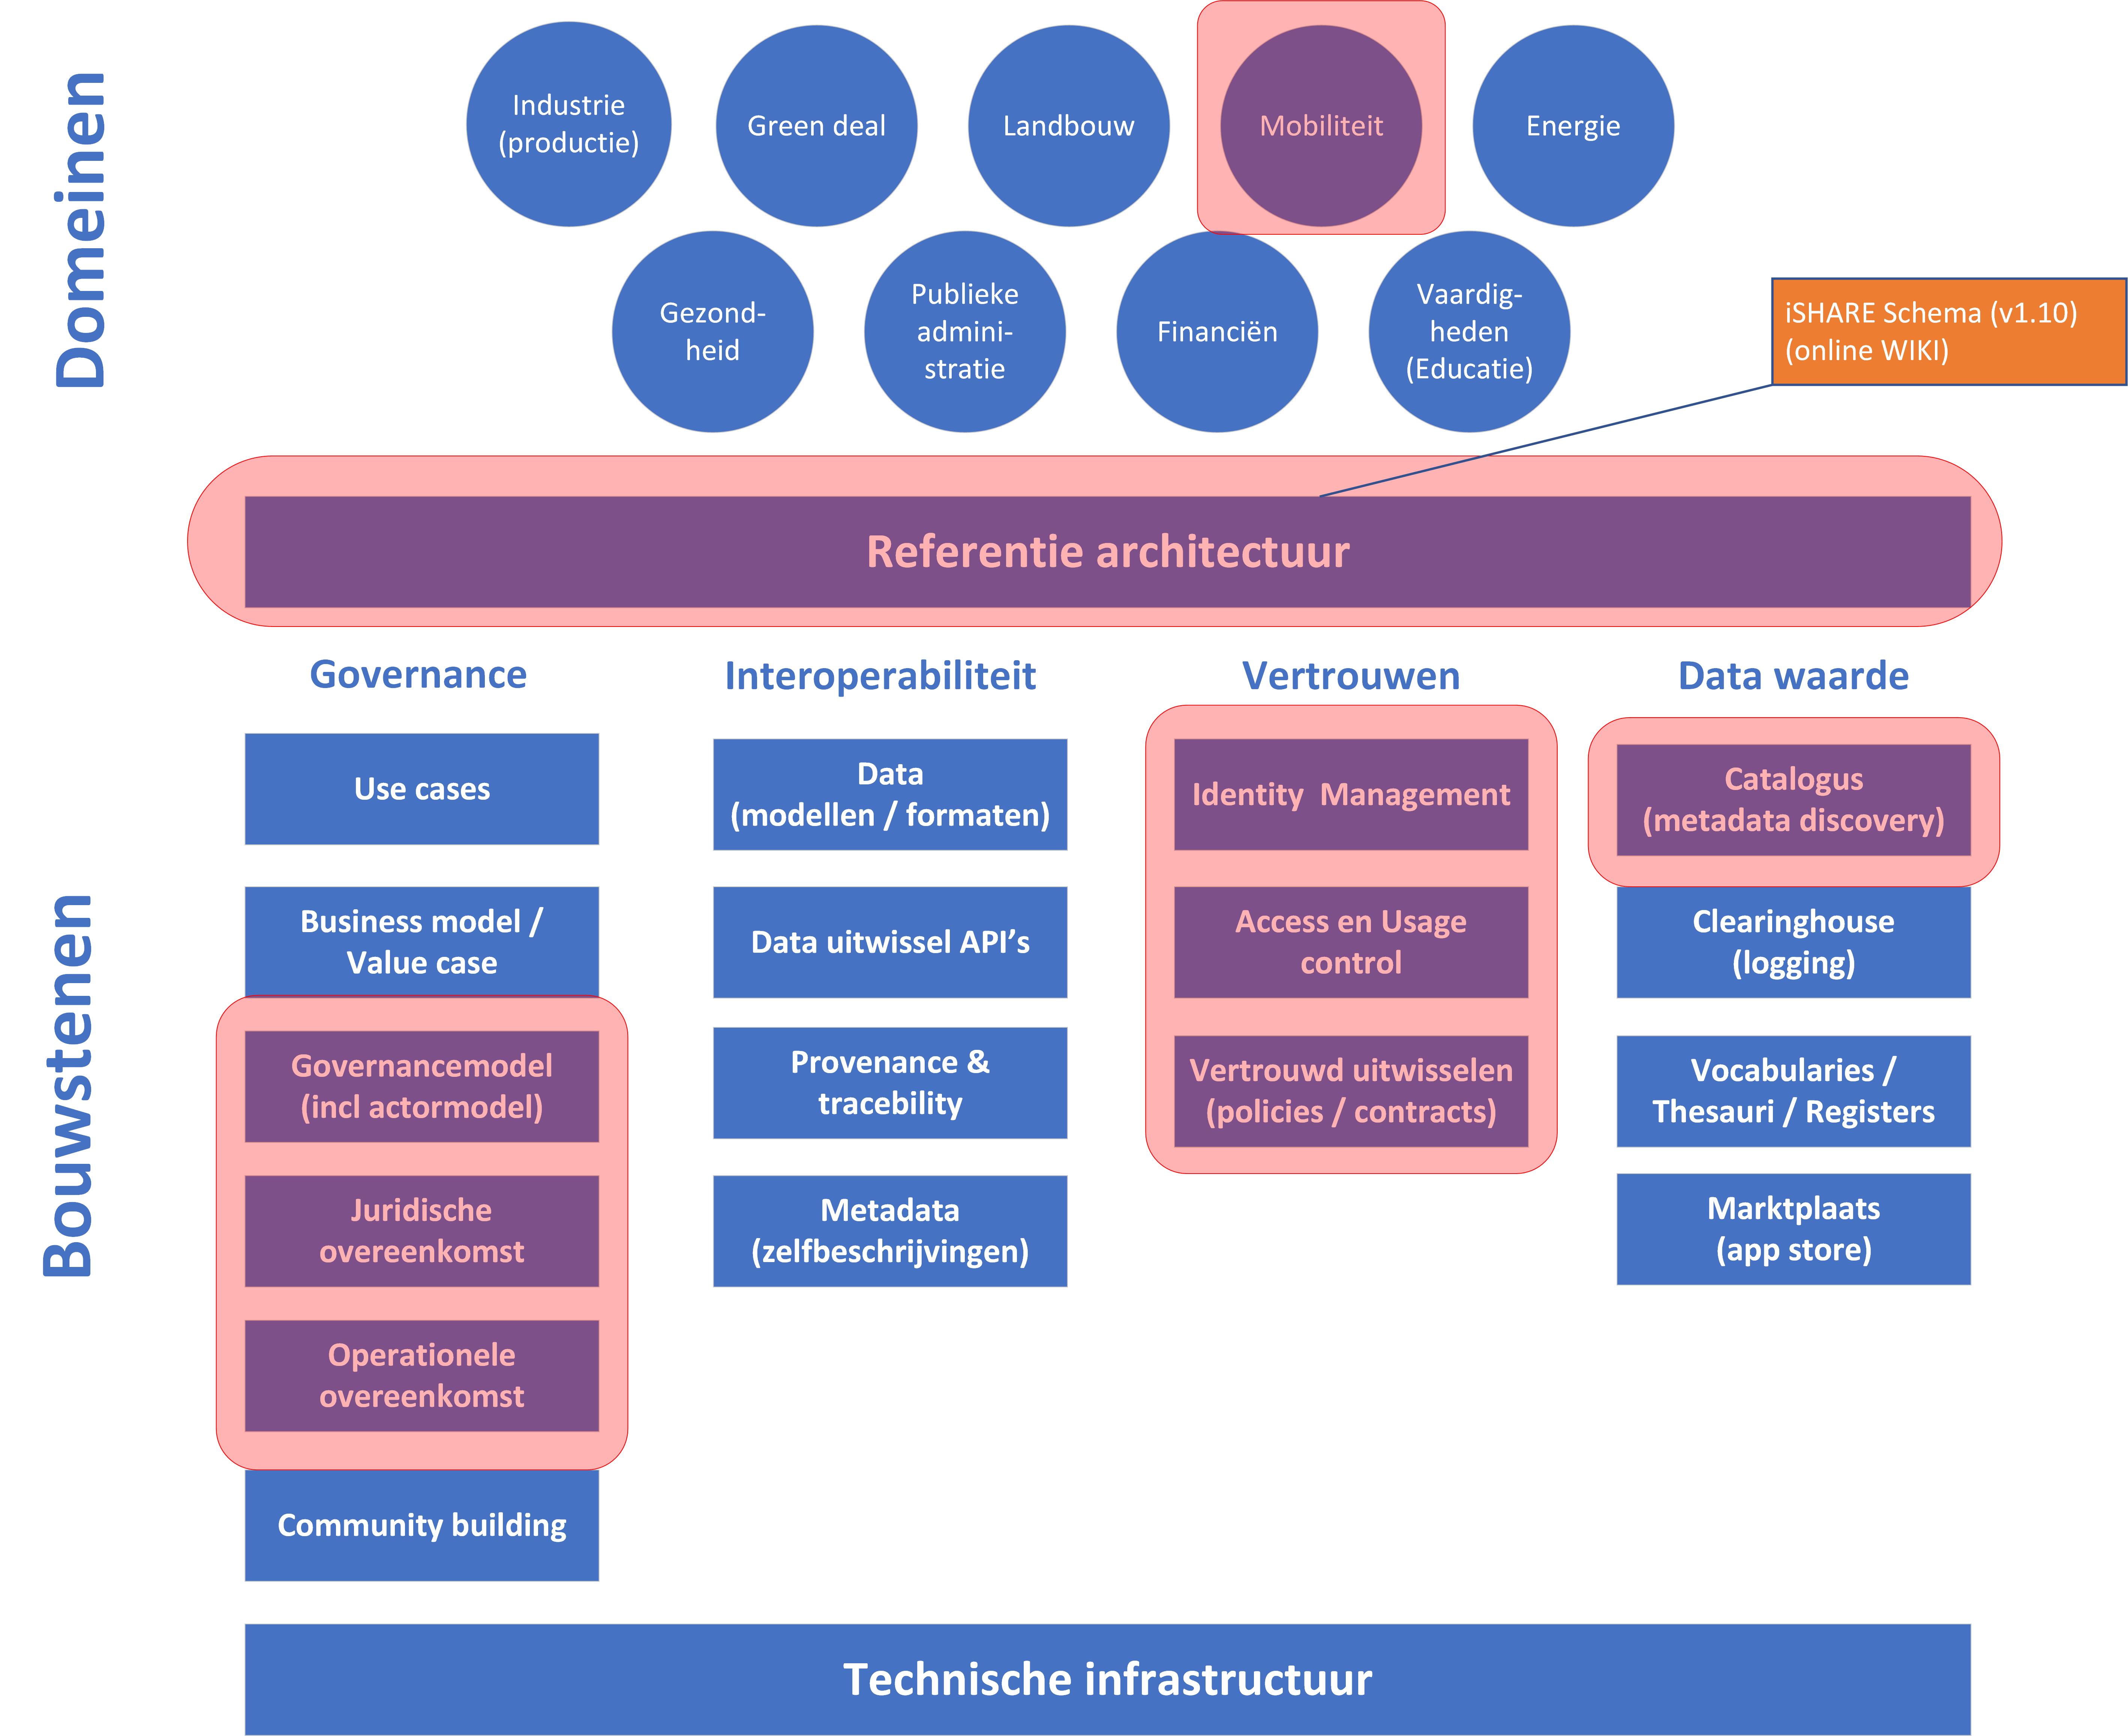 Domeinen
Industrie
(productie)
Green deal
Landbouw
Mobiliteit
Energie
Gezond-
heid
Publieke
admini-
stratie
Financiën
Vaardig-
heden
(Educatie)
iSHARE Schema (v1.10)
(online WIKI)
Referentie architectuur
Bouwstenen
Governance
Use cases
Business model /
Value case
Governancemodel
(incl actormodel)
Juridische
overeenkomst
Operationele
overeenkomst
Community building
Interoperabiliteit
Data
(modellen / formaten)
Data uitwissel API's
Provenance &
tracebility
Metadata
(zelfbeschrijvingen)
Vertrouwen
Identity  Management
Access en Usage
control
Vertrouwd uitwisselen
(policies / contracts)
Data waarde
Catalogus
(metadata discovery)
Clearinghouse
(logging)
Vocabularies /
Thesauri / Registers
Marktplaats
(app store)
Technische infrastructuur